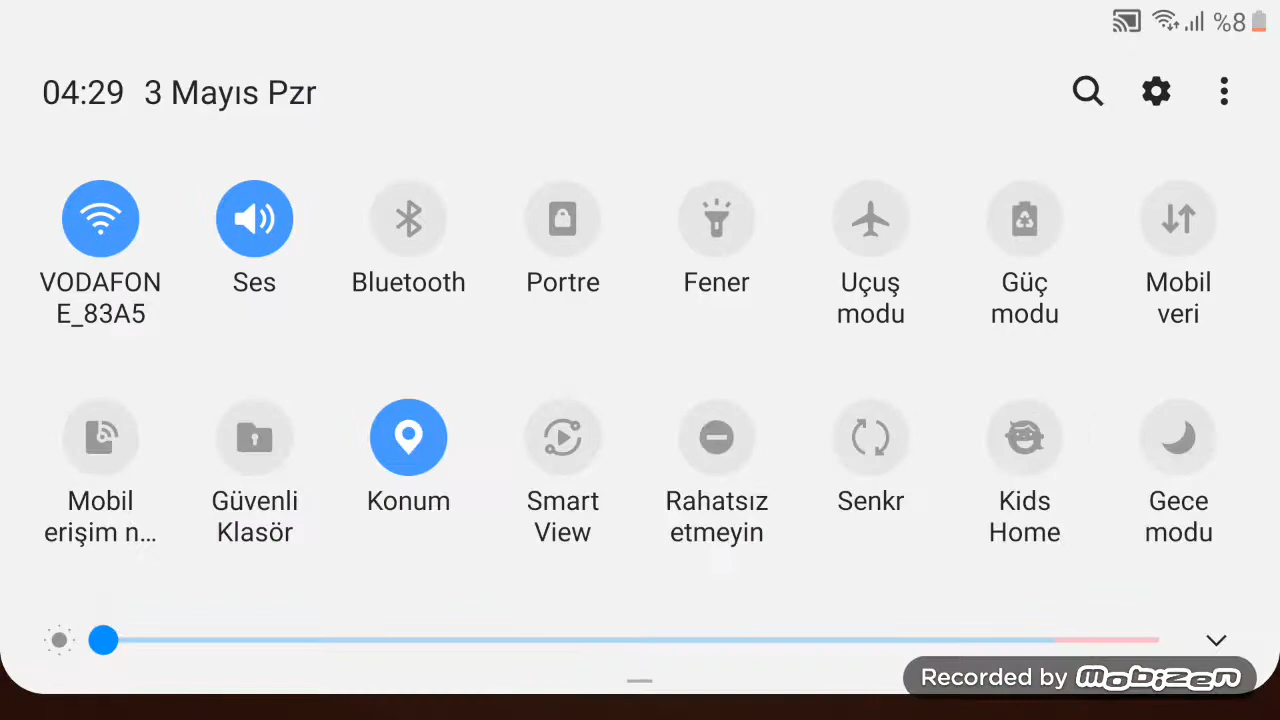 %8
04:29 3 Mayıs Pzr
VODAFON
E_83A5
Ses
Bluetooth
Portre
Fener
Uçuş
modu
Güç
modu
Mobil
veri
Mobil
erişim n...
Güvenli
Klasör
Konum
Smart
View
Rahatsız
etmeyin
Senkr
Kids
Home
Gece
modu
Recorded by mobizen